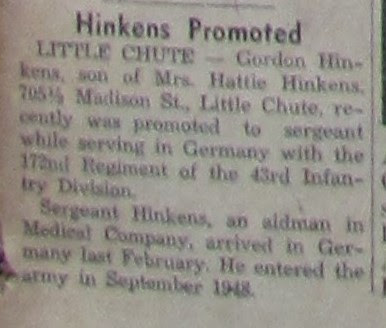 Hinkens Promoted
LITTLE CHUTE — Gordon Hin-
kens, son of Mrs. Hattie Hinkens,
705½ Madison St., Little Chute, re-
cently was promoted to sergeant
while serving in Germany with the
172nd Regiment of the 43rd Infan-
try Division.
Sergeant Hinkens, an aidman in
Medical Company, arrived in Ger-
many last February. He entered the
army in September 1948.